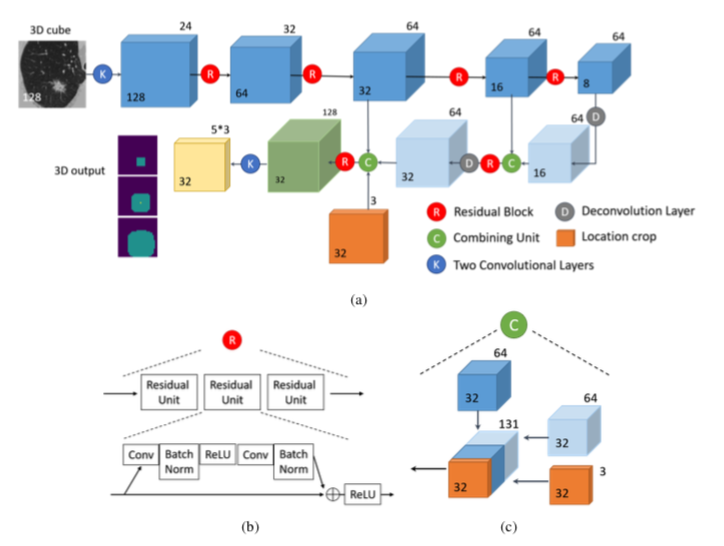 3D cube
128
K
24
128
R
32
64
R
64
32
R
64
16
R
64
8
D
3D output
5*3
32
K
128
32
R
C
64
32
D
R
C
64
16
3
32
R Residual Block
D Deconvolution Layer
C Combining Unit
Location crop
K Two Convolutional Layers
(a)
R
Residual Unit
Residual Unit
Residual Unit
Conv
Batch Norm
ReLU
Conv
Batch Norm
ReLU
(b)
C
64
32
131
32
64
32
3
32
(c)